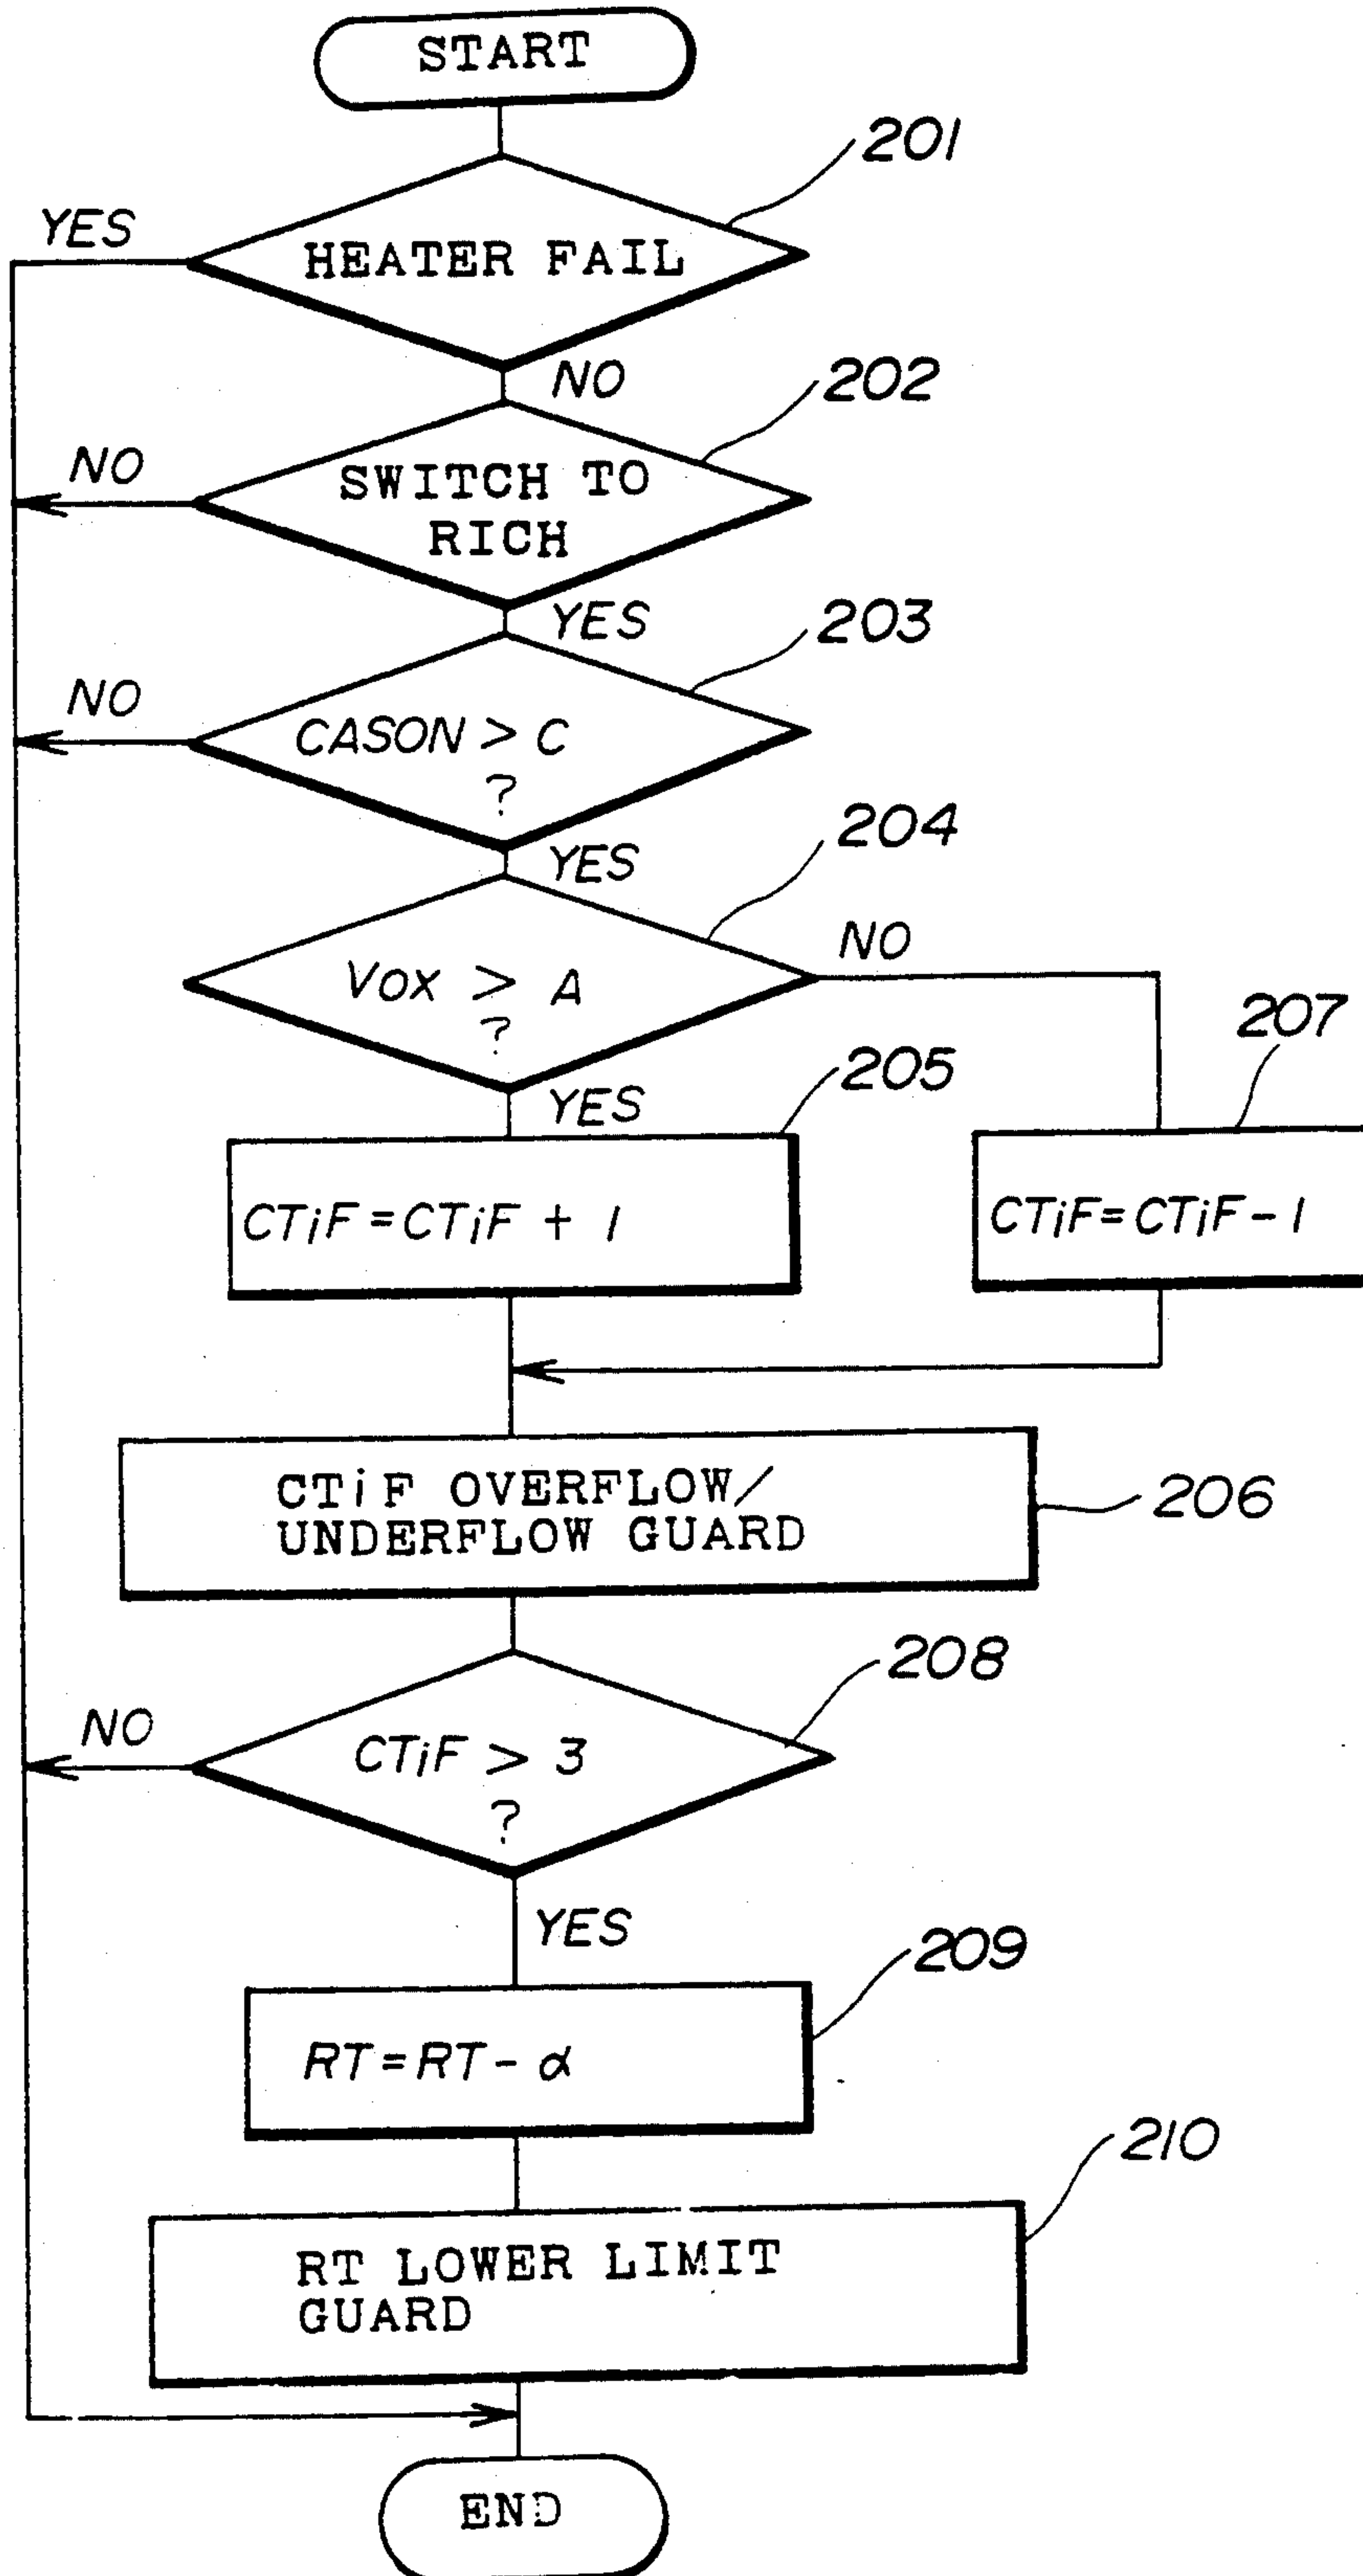 START
201
YES
HEATER FAIL
NO
202
NO
SWITCH TO
RICH
YES
203
NO
CASON > C
?
YES
204
NO
VOX > A
?
YES
205
207
CTiF = CTiF + 1
CTiF = CTiF - 1
CTiF OVERFLOW/
UNDERFLOW GUARD
206
208
NO
CTiF > 3
?
YES
209
RT = RT - α
210
RT LOWER LIMIT
GUARD
END